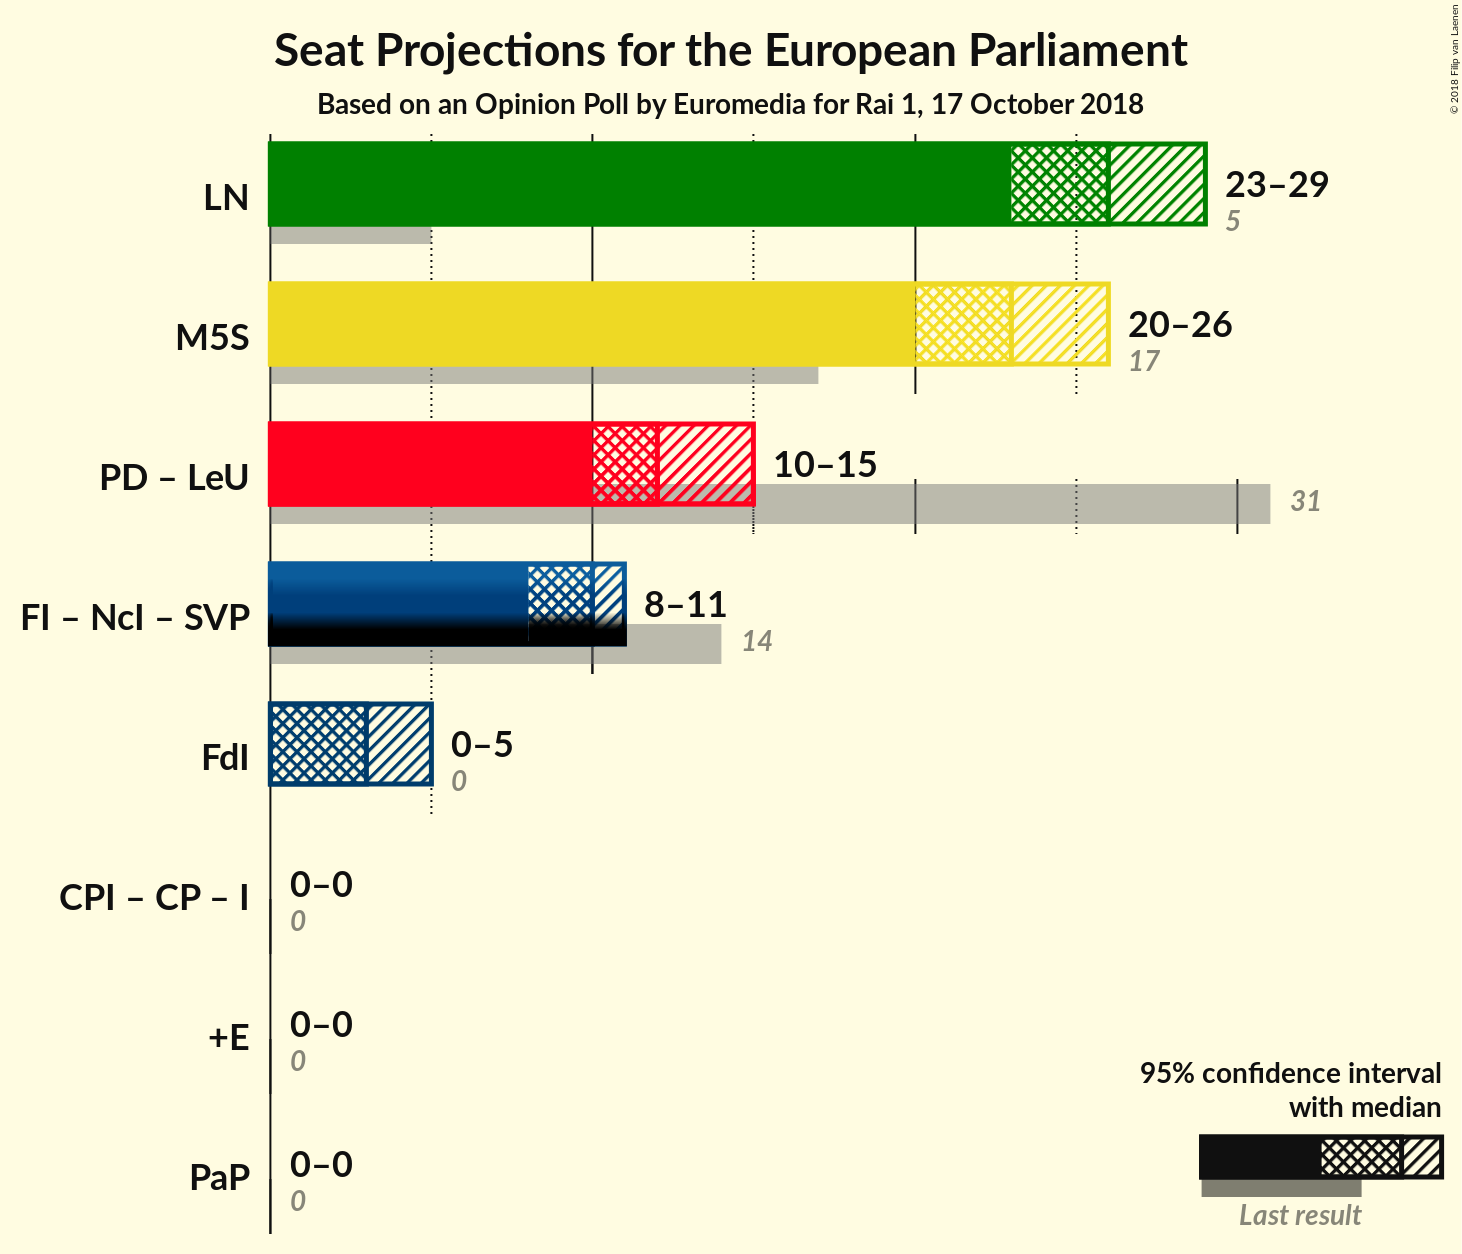 Seat Projections for the European Parliament
Based on an Opinion Poll by Euromedia for Rai 1, 17 October 2018
© 2018 Filip van Laenen
LN
23–29
5
M5S
20–26
17
PD – LeU
10–15
31
FI – NcI – SVP
8–11
14
FdI
0–5
0
CPI – CP – I
0–0
0
+E
0–0
0
PaP
0–0
0
95% confidence interval
with median
Last result